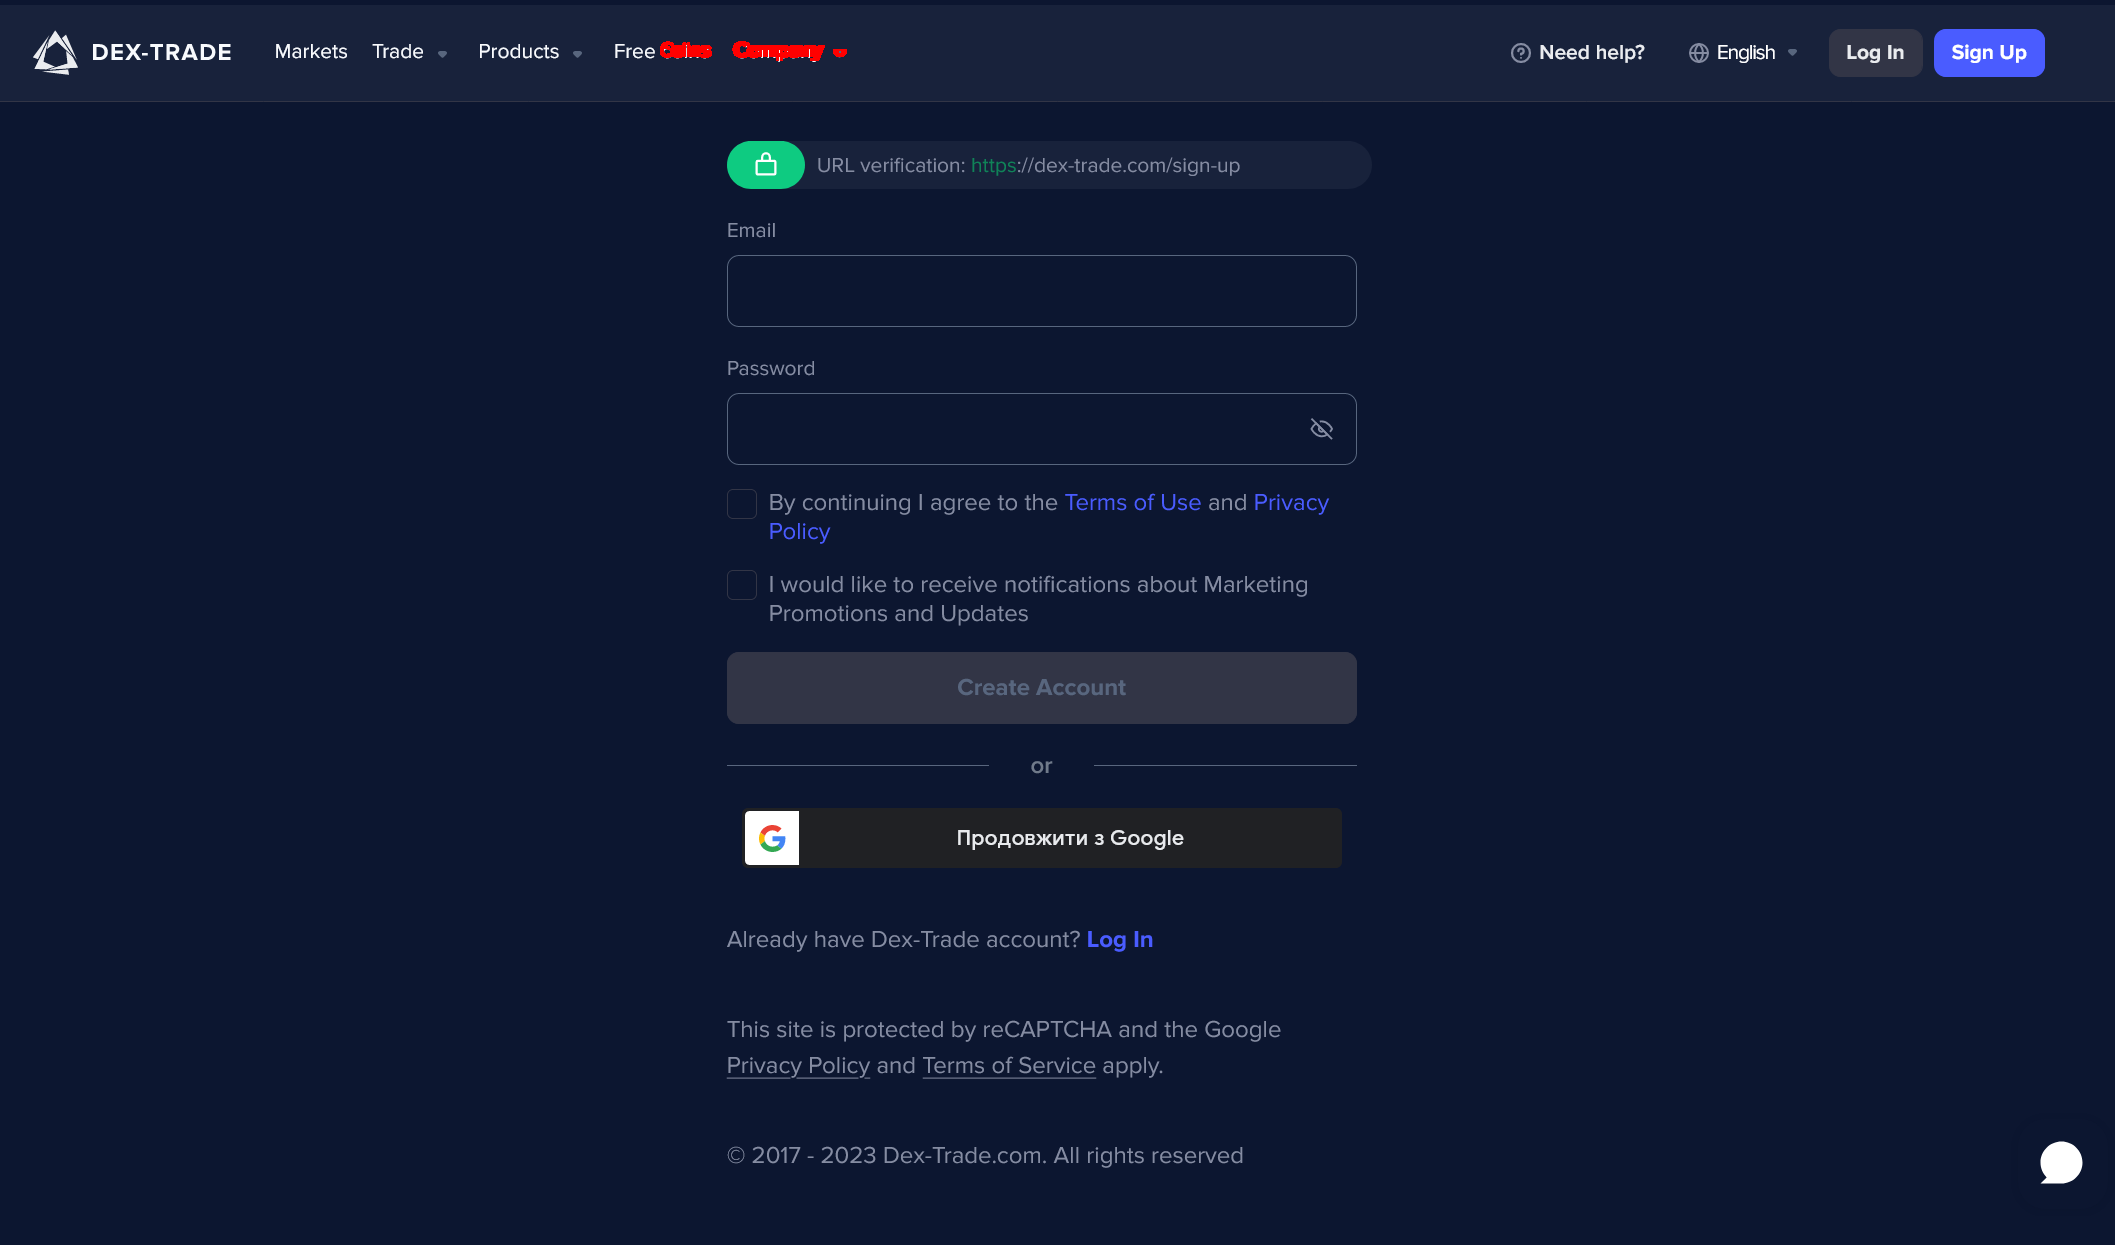 DEX-TRADE Markets Trade Products Free Coins Company Need help? English Log In Sign Up
URL verification: https://dex-trade.com/sign-up
Email
Password
By continuing I agree to the Terms of Use and Privacy
Policy
I would like to receive notifications about Marketing
Promotions and Updates
Create Account
or
Продовжити з Google
Already have Dex-Trade account? Log In
This site is protected by reCAPTCHA and the Google
Privacy Policy and Terms of Service apply.
© 2017 - 2023 Dex-Trade.com. All rights reserved